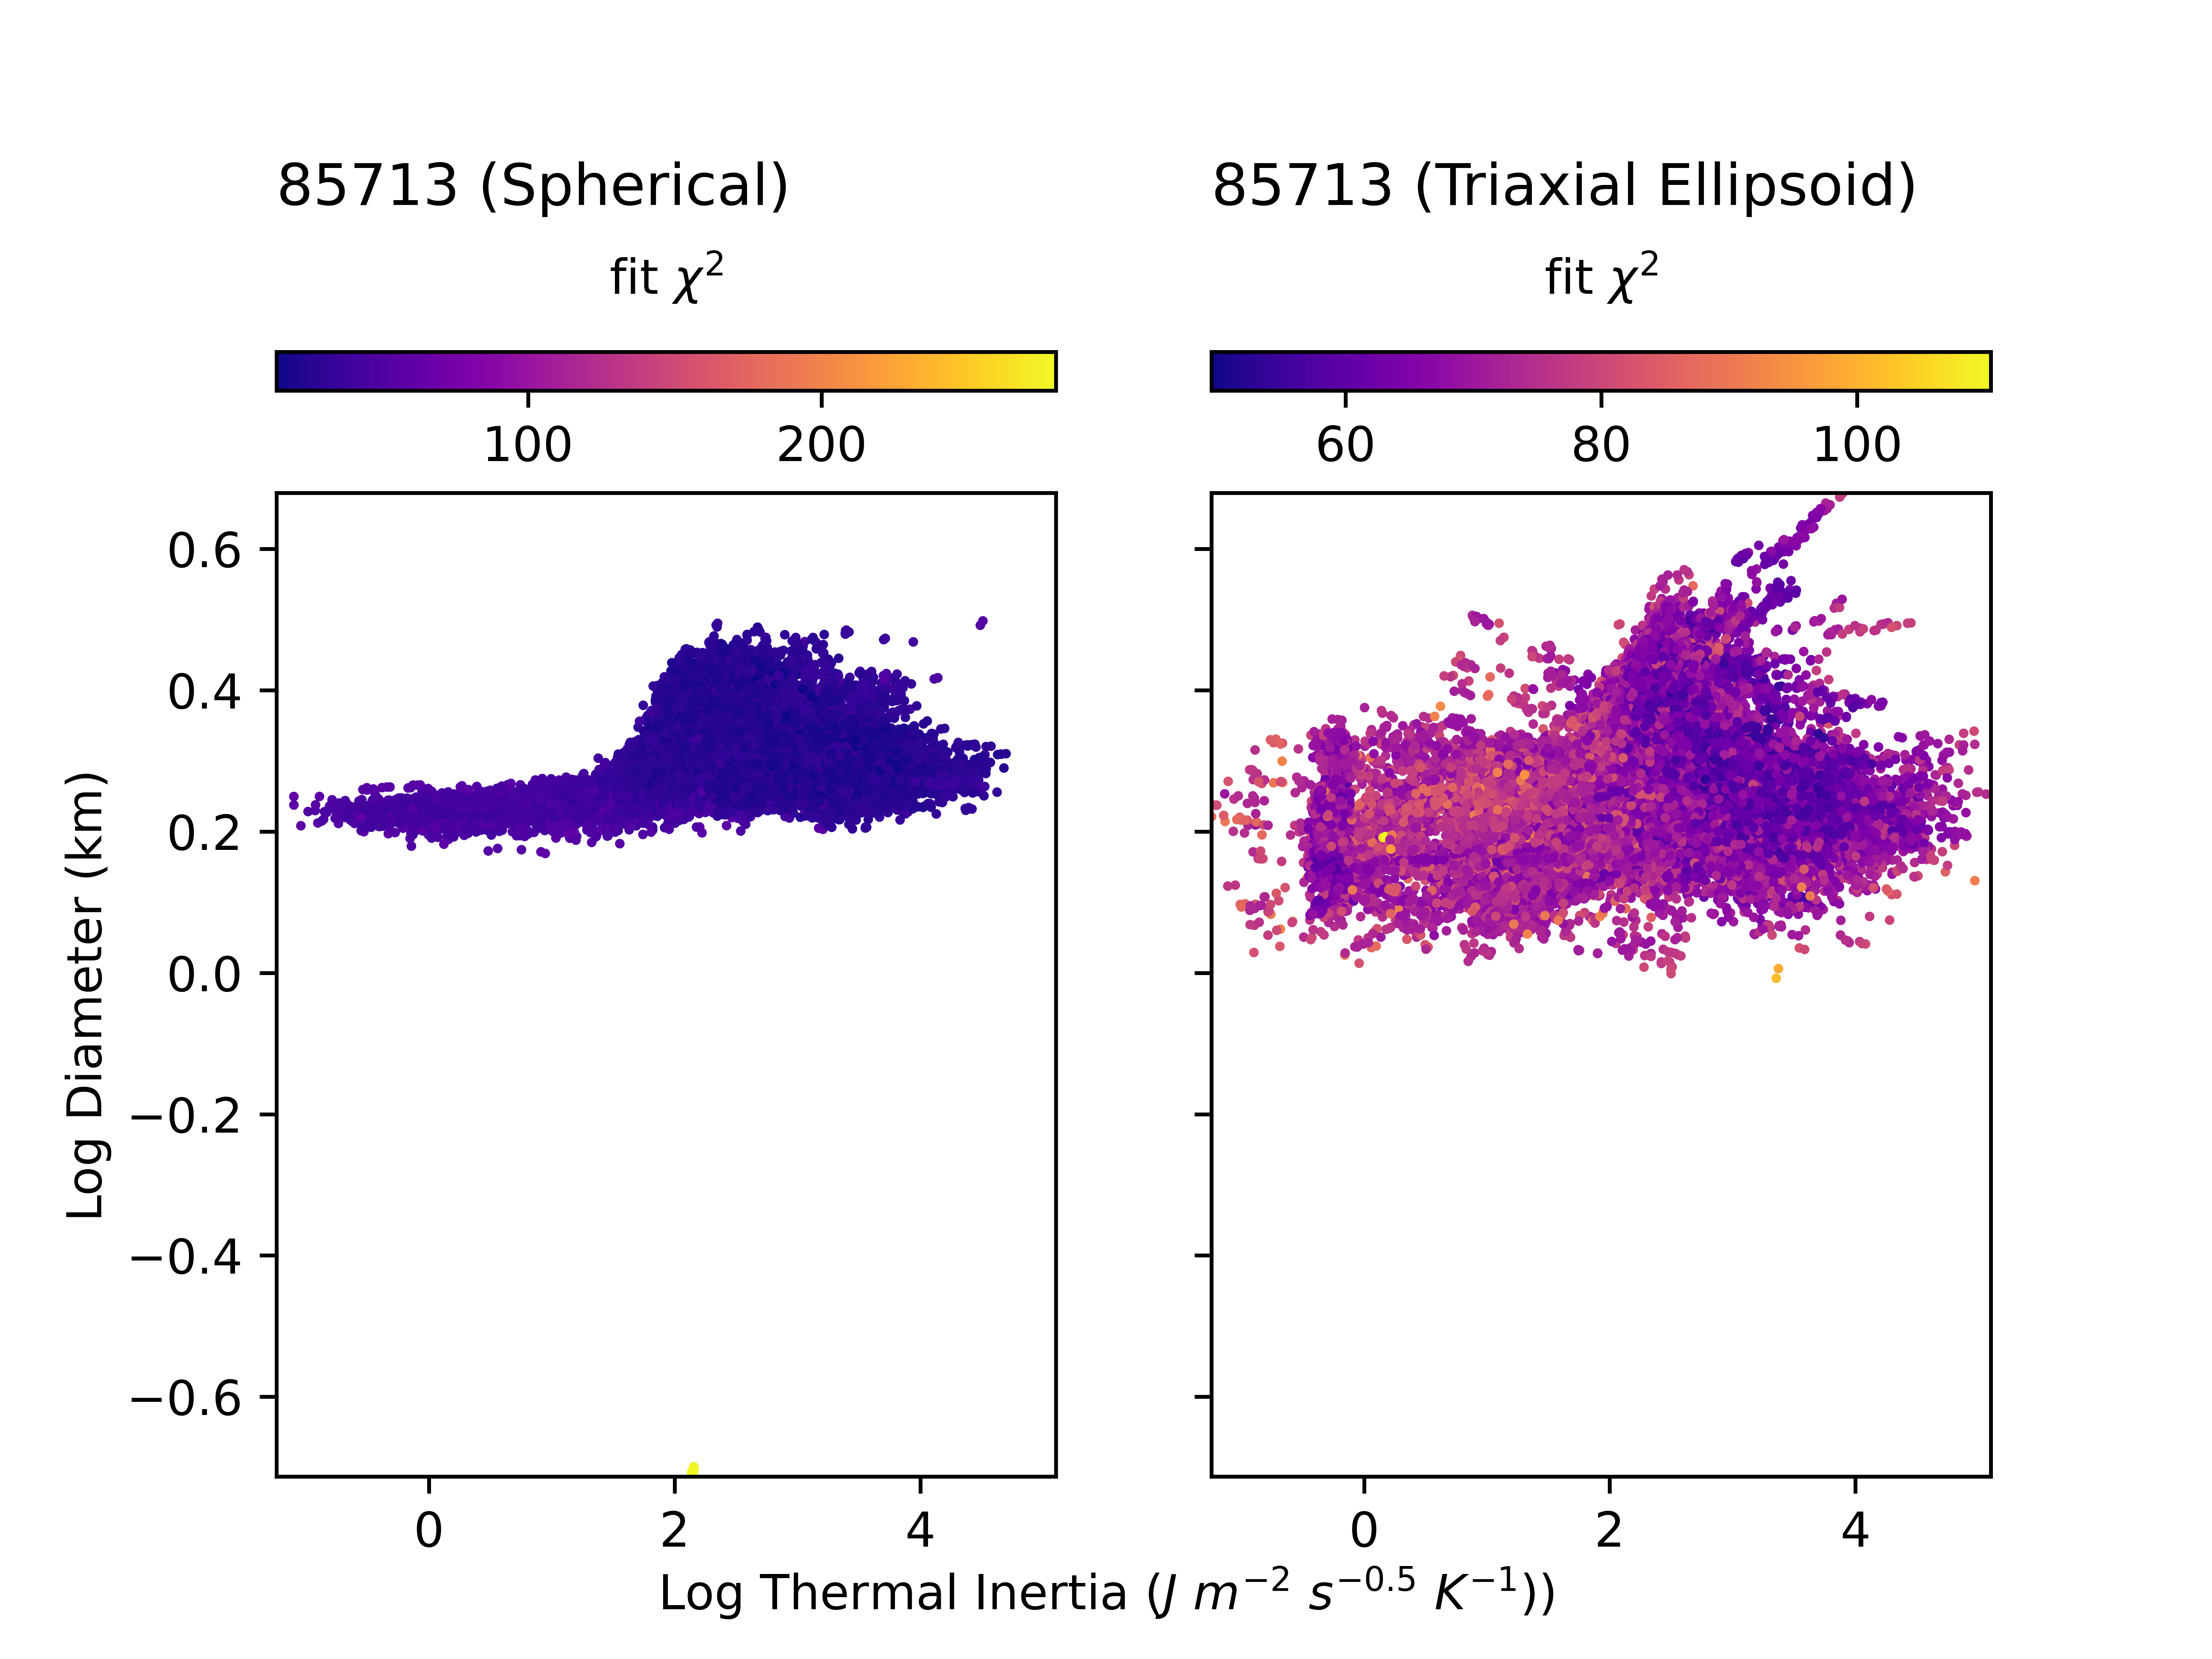 85713 (Spherical)
85713 (Triaxial Ellipsoid)
fit χ²
fit χ²
100 200
60 80 100
0.6
0.4
0.2
0.0
−0.2
−0.4
−0.6
Log Diameter (km)
0 2 4
0 2 4
Log Thermal Inertia (J m⁻² s⁻⁰·⁵ K⁻¹))